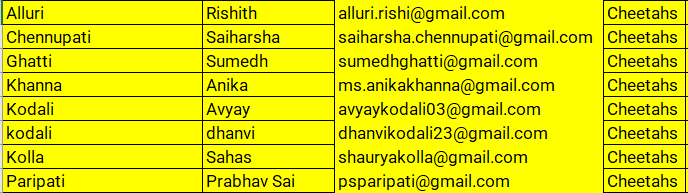 Alluri Rishith alluri.rishi@gmail.com Cheetahs
Chennupati Saiharsha saiharsha.chennupati@gmail.com Cheetahs
Ghatti Sumedh sumedhghatti@gmail.com Cheetahs
Khanna Anika ms.anikakhanna@gmail.com Cheetahs
Kodali Avyay avyaykodali03@gmail.com Cheetahs
kodali dhanvi dhanvikodali23@gmail.com Cheetahs
Kolla Sahas shauryakolla@gmail.com Cheetahs
Paripati Prabhav Sai psparipati@gmail.com Cheetahs